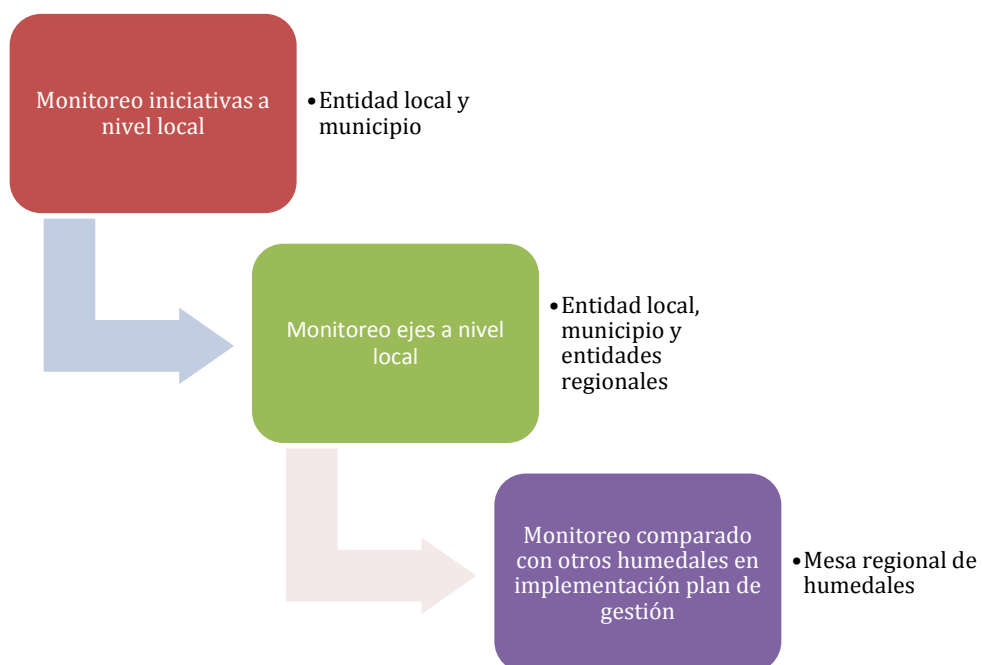 Monitoreo iniciativas a
nivel local
•Entidad local y
municipio
Monitoreo ejes a nivel
local
•Entidad local,
municipio y
entidades
regionales
Monitoreo comparado
con otros humedales en
implementación plan de
gestión
•Mesa regional de
humedales